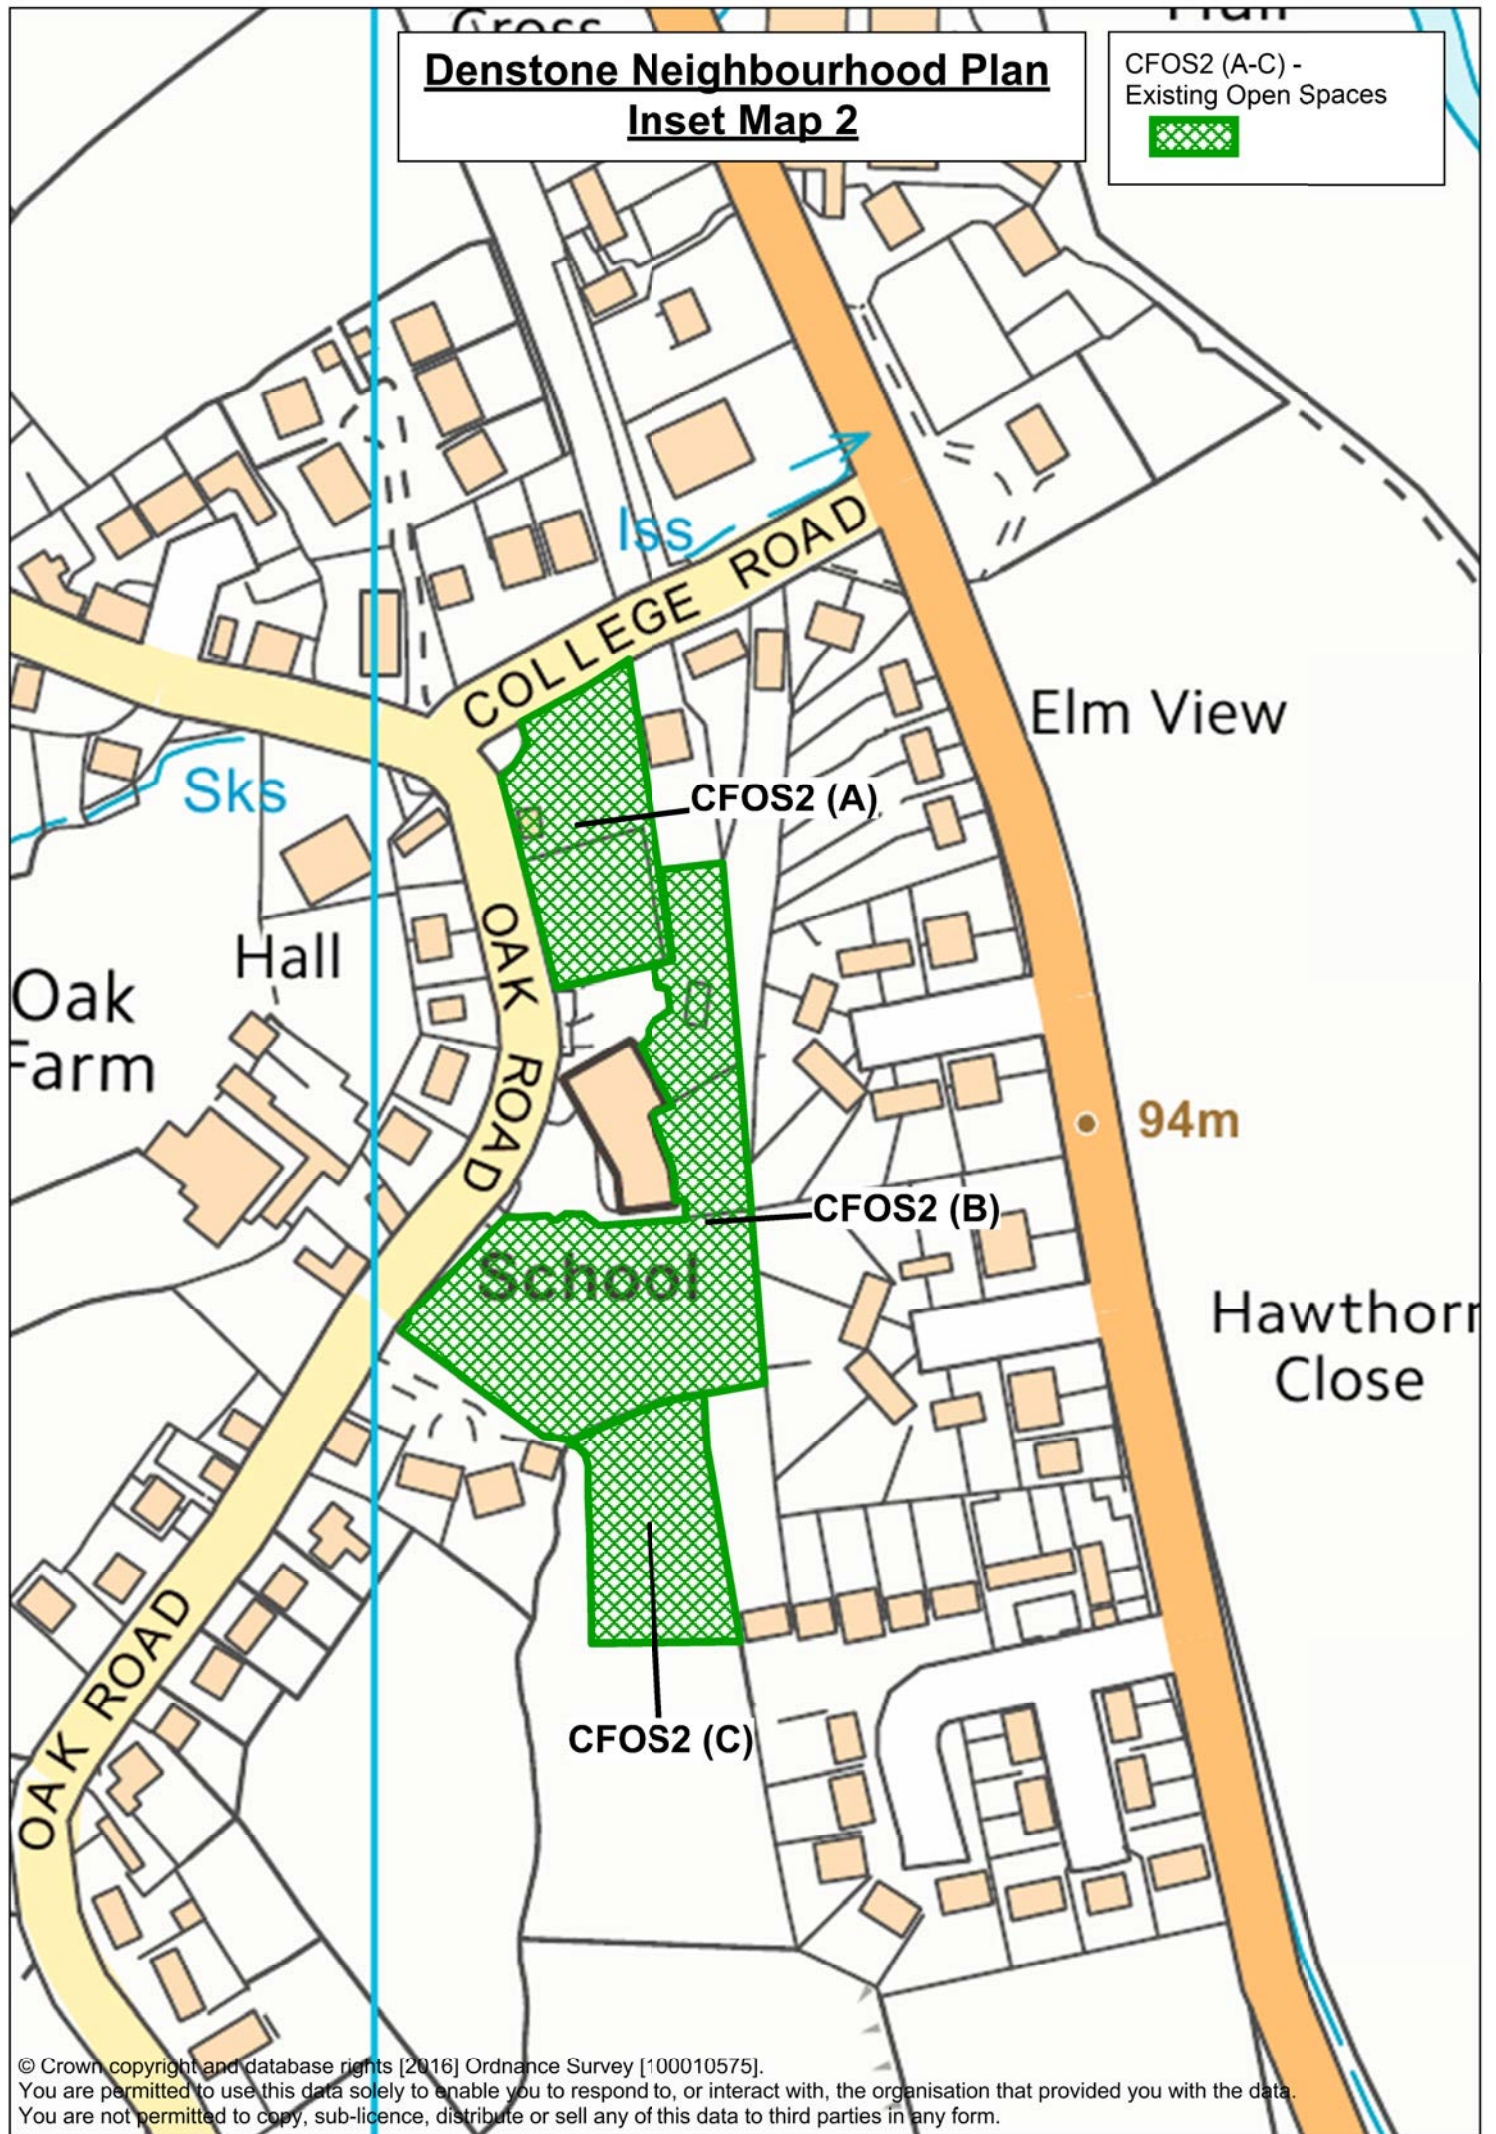 Cross
Denstone Neighbourhood Plan
Inset Map 2
CFOS2 (A-C) -
Existing Open Spaces
Iss
COLLEGE ROAD
Elm View
Sks
CFOS2 (A)
OAK ROAD
Hall
Oak
Farm
94m
CFOS2 (B)
School
Hawthorn
Close
OAK ROAD
CFOS2 (C)
© Crown copyright and database rights [2016] Ordnance Survey [100010575].
You are permitted to use this data solely to enable you to respond to, or interact with, the organisation that provided you with the data.
You are not permitted to copy, sub-licence, distribute or sell any of this data to third parties in any form.